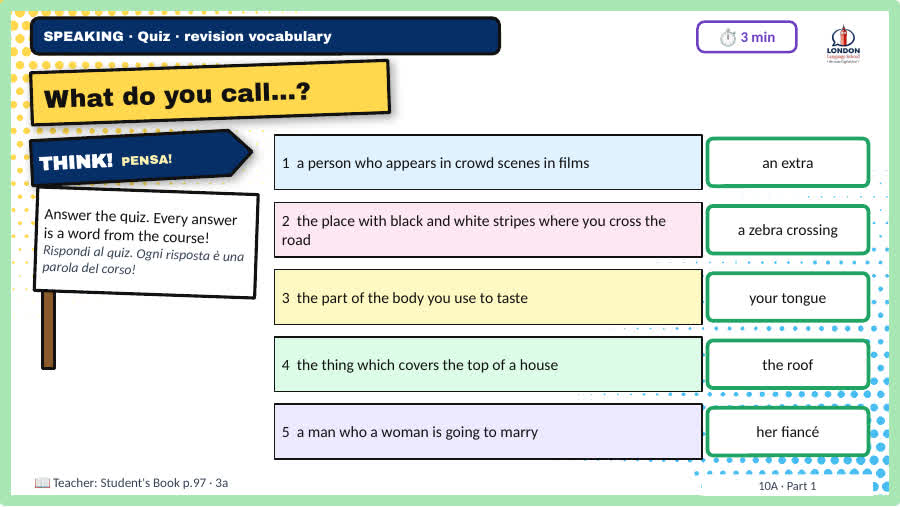 SPEAKING · Quiz · revision vocabulary
⏱️ 3 min
LONDON
Language School
What do you call...?
THINK! PENSA!
Answer the quiz. Every answer
is a word from the course!
Rispondi al quiz. Ogni risposta è una
parola del corso!
1 a person who appears in crowd scenes in films
an extra
2 the place with black and white stripes where you cross the
road
a zebra crossing
3 the part of the body you use to taste
your tongue
4 the thing which covers the top of a house
the roof
5 a man who a woman is going to marry
her fiancé
📖 Teacher: Student's Book p.97 · 3a
10A · Part 1